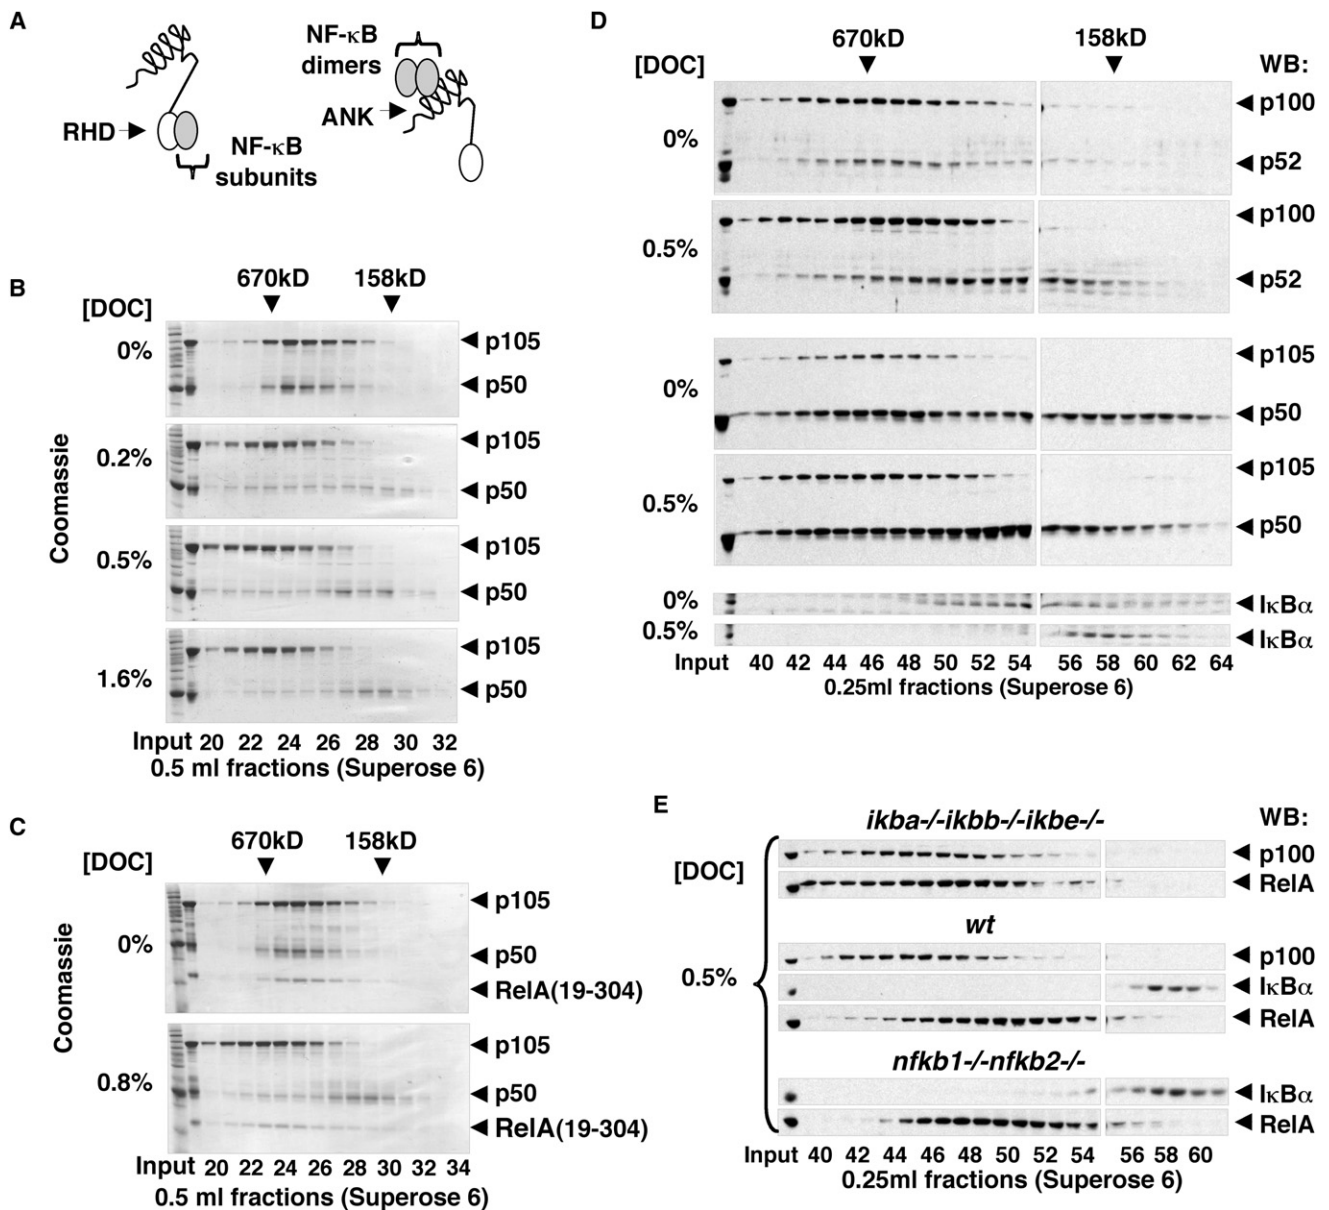 A
RHD
NF-κB
subunits
NF-κB
dimers
ANK
B
670kD 158kD
[DOC]
0%
p105
p50
0.2%
p105
p50
Coomassie
0.5%
p105
p50
1.6%
p105
p50
Input 20 22 24 26 28 30 32
0.5 ml fractions (Superose 6)
C
670kD 158kD
[DOC]
0%
p105
p50
RelA(19-304)
Coomassie
0.8%
p105
p50
RelA(19-304)
Input 20 22 24 26 28 30 32 34
0.5 ml fractions (Superose 6)
D
670kD 158kD
[DOC] WB:
0%
p100
p52
0.5%
p100
p52
0%
p105
p50
0.5%
p105
p50
0% IκBα
0.5% IκBα
Input 40 42 44 46 48 50 52 54 56 58 60 62 64
0.25ml fractions (Superose 6)
E
ikba-/-ikbb-/-ikbe-/- WB:
[DOC]
0.5%
p100
RelA
wt
p100
IκBα
RelA
nfkb1-/-nfkb2-/-
IκBα
RelA
Input 40 42 44 46 48 50 52 54 56 58 60
0.25ml fractions (Superose 6)